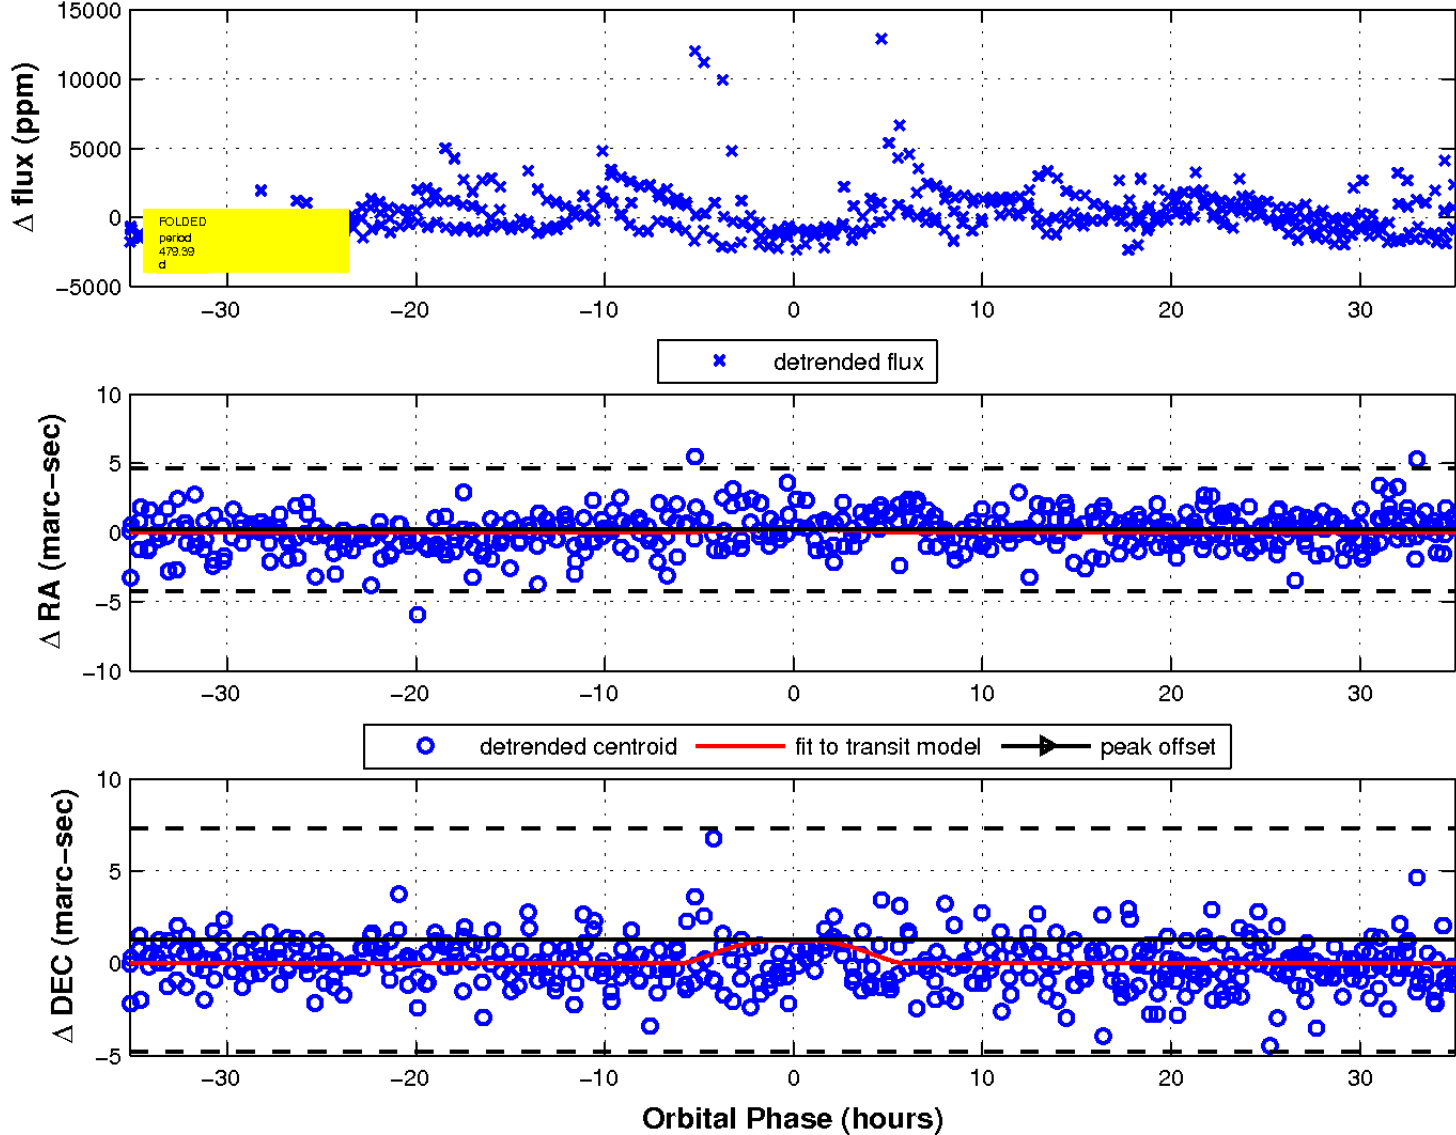 15000
10000
5000
0
−5000
Δ flux (ppm)
FOLDED
period
479.39
d
−30 −20 −10 0 10 20 30
detrended flux
10
5
0
−5
−10
Δ RA (marc−sec)
−30 −20 −10 0 10 20 30
detrended centroid fit to transit model peak offset
10
5
0
−5
Δ DEC (marc−sec)
−30 −20 −10 0 10 20 30
Orbital Phase (hours)